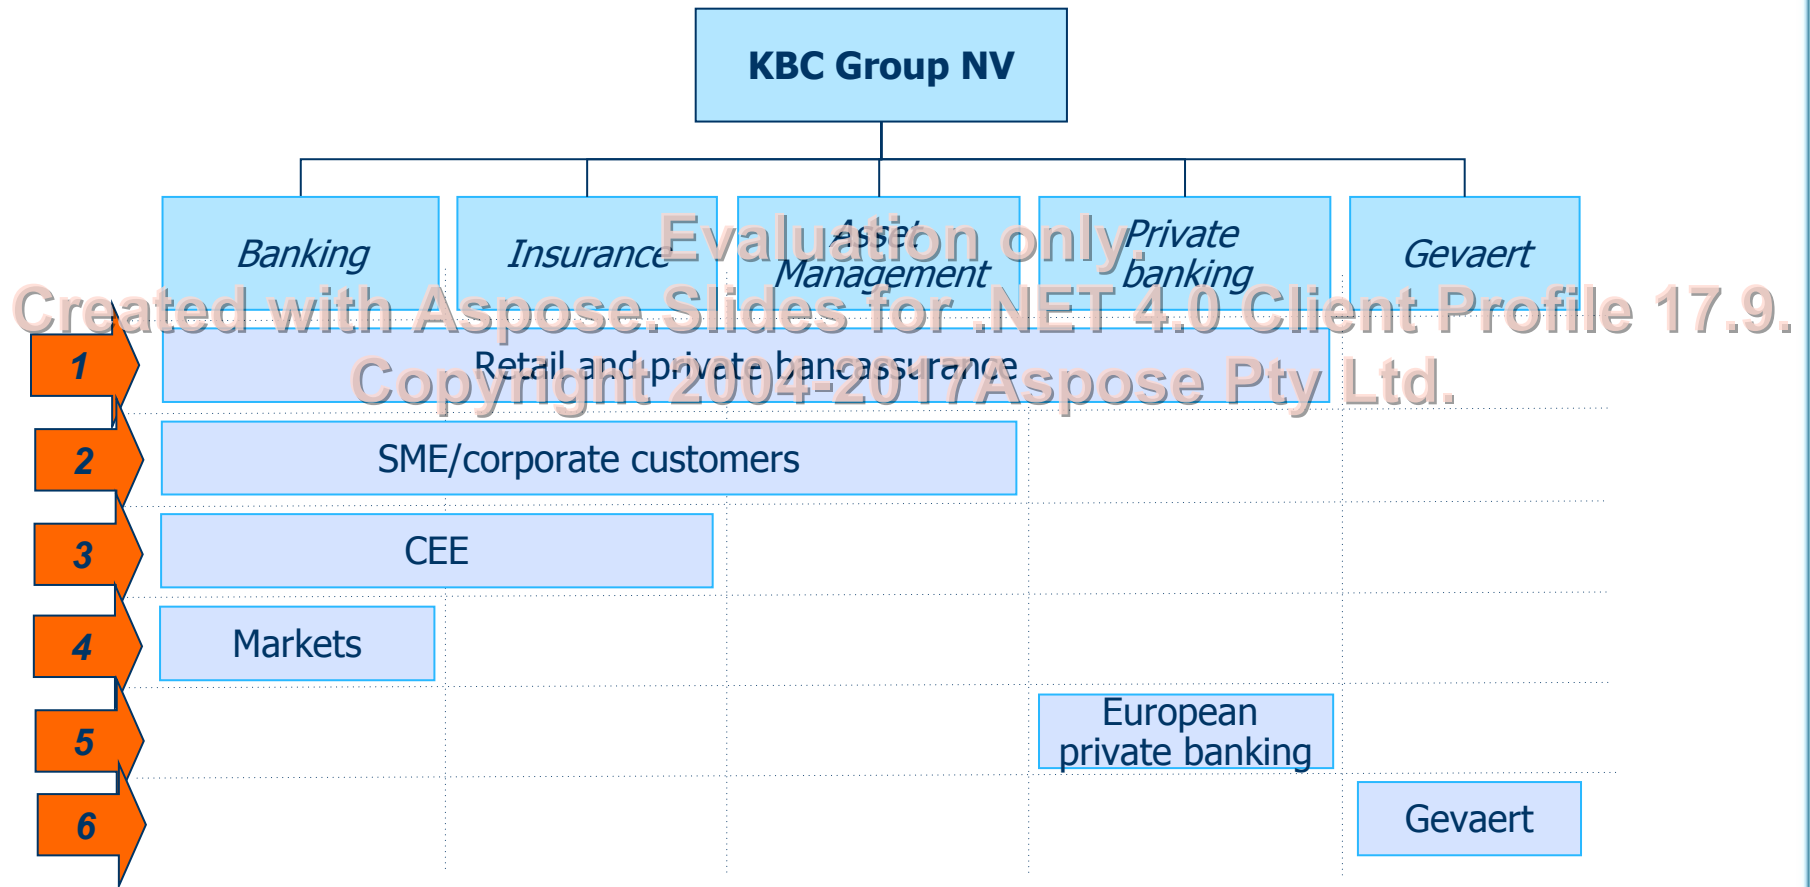 KBC Group NV
Banking
Insurance
Asset
Management
Private
banking
Gevaert
Evaluation only.
Created with Aspose.Slides for .NET 4.0 Client Profile 17.9.
Copyright 2004-2017Aspose Pty Ltd.
1
Retail and private bancassurance
2
SME/corporate customers
3
CEE
4
Markets
5
European
private banking
6
Gevaert